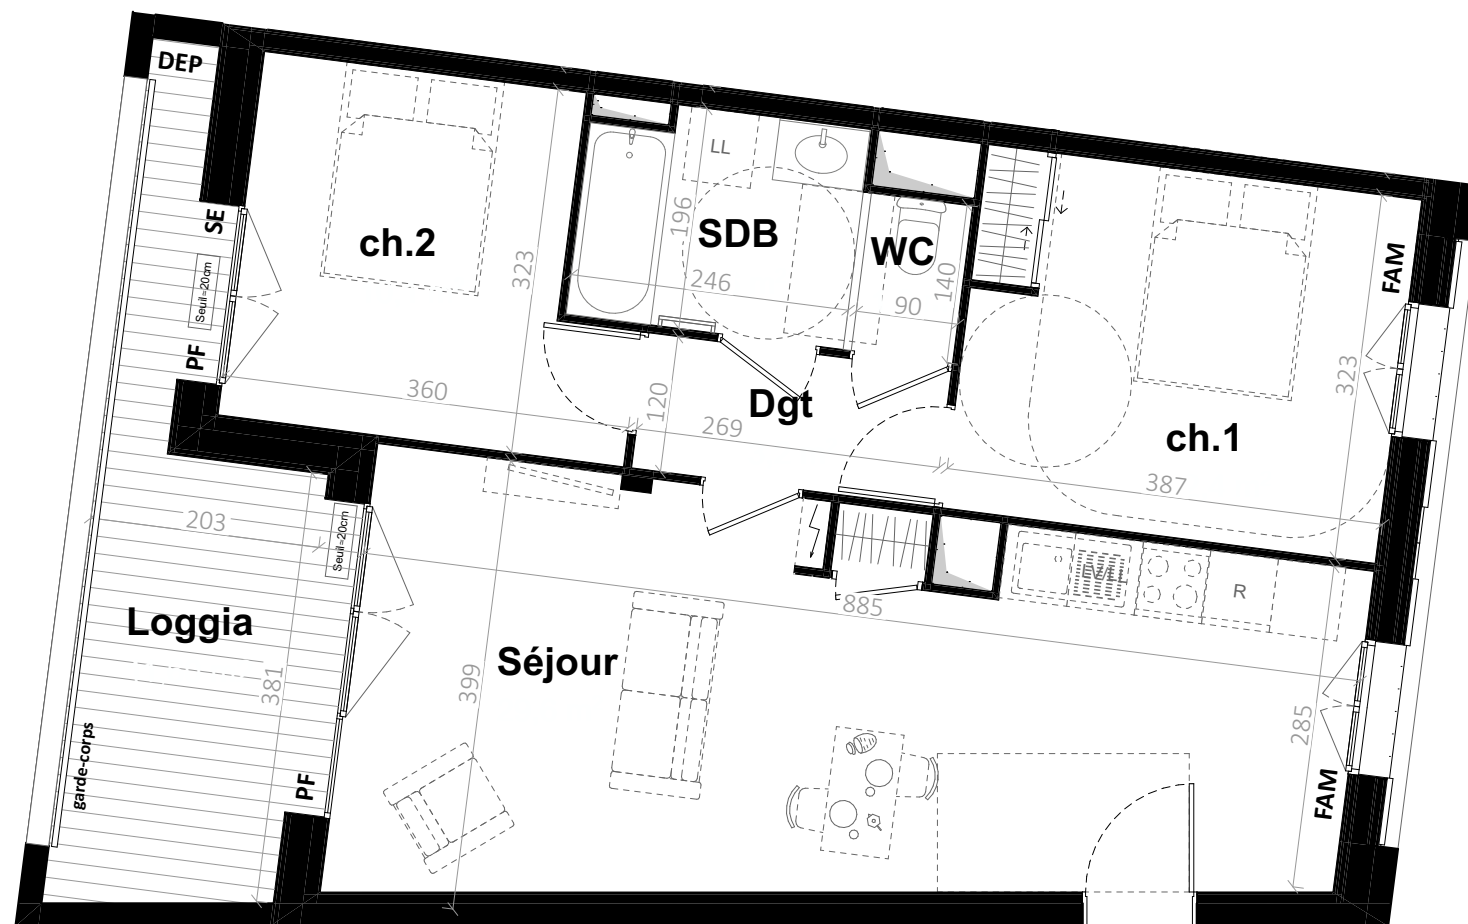 DEP
LL
SE
196
SDB
ch.2
WC
323
FAM
Seuil=20cm
246
140
90
PF
323
360
120
Dgt
269
ch.1
387
203
Seuil=20cm
R
885
Loggia
Séjour
381
399
285
garde-corps
PF
FAM